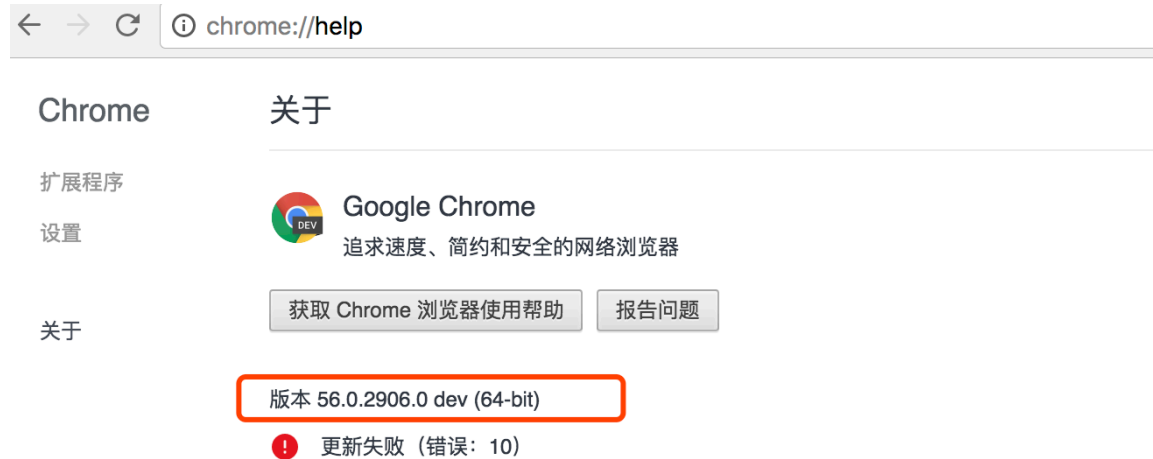 chrome://help
Chrome
关于
扩展程序
设置
关于
Google Chrome
DEV
追求速度、简约和安全的网络浏览器
获取 Chrome 浏览器使用帮助
报告问题
版本 56.0.2906.0 dev (64-bit)
更新失败（错误：10）